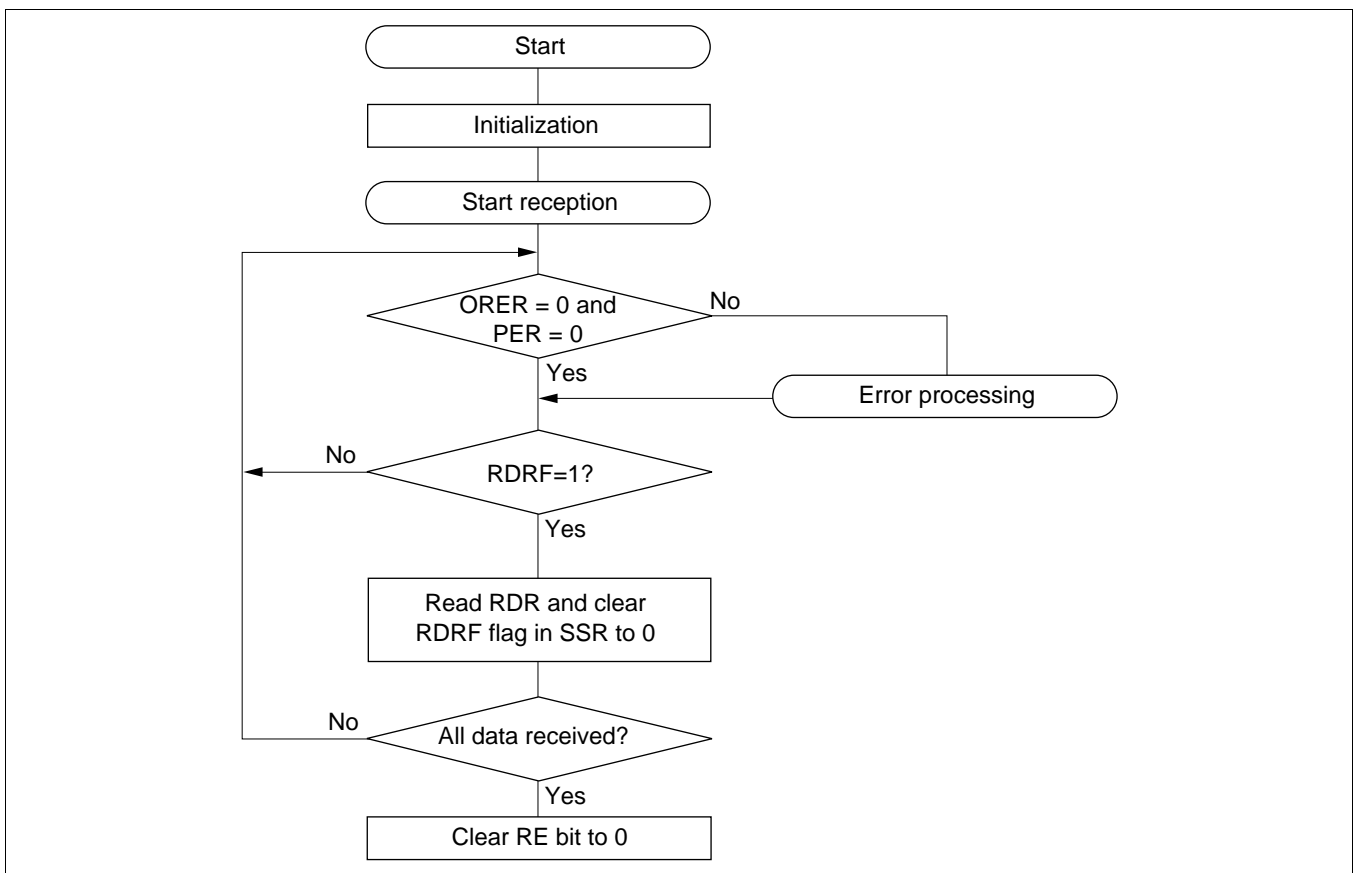 Start
Initialization
Start reception
ORER = 0 and
PER = 0
No
Yes
Error processing
No
RDRF=1?
Yes
Read RDR and clear
RDRF flag in SSR to 0
No
All data received?
Yes
Clear RE bit to 0